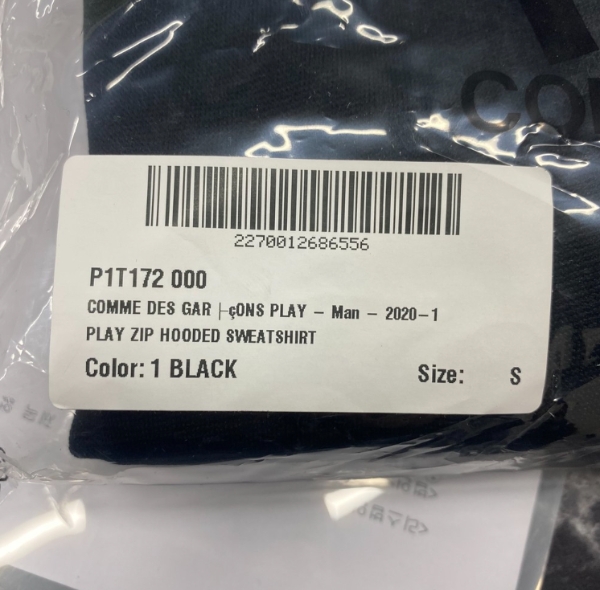 CO
2270012686556
P1T172 000
COMME DES GAR ├çONS PLAY - Man - 2020-1
PLAY ZIP HOODED SWEATSHIRT
Color: 1 BLACK
Size: S